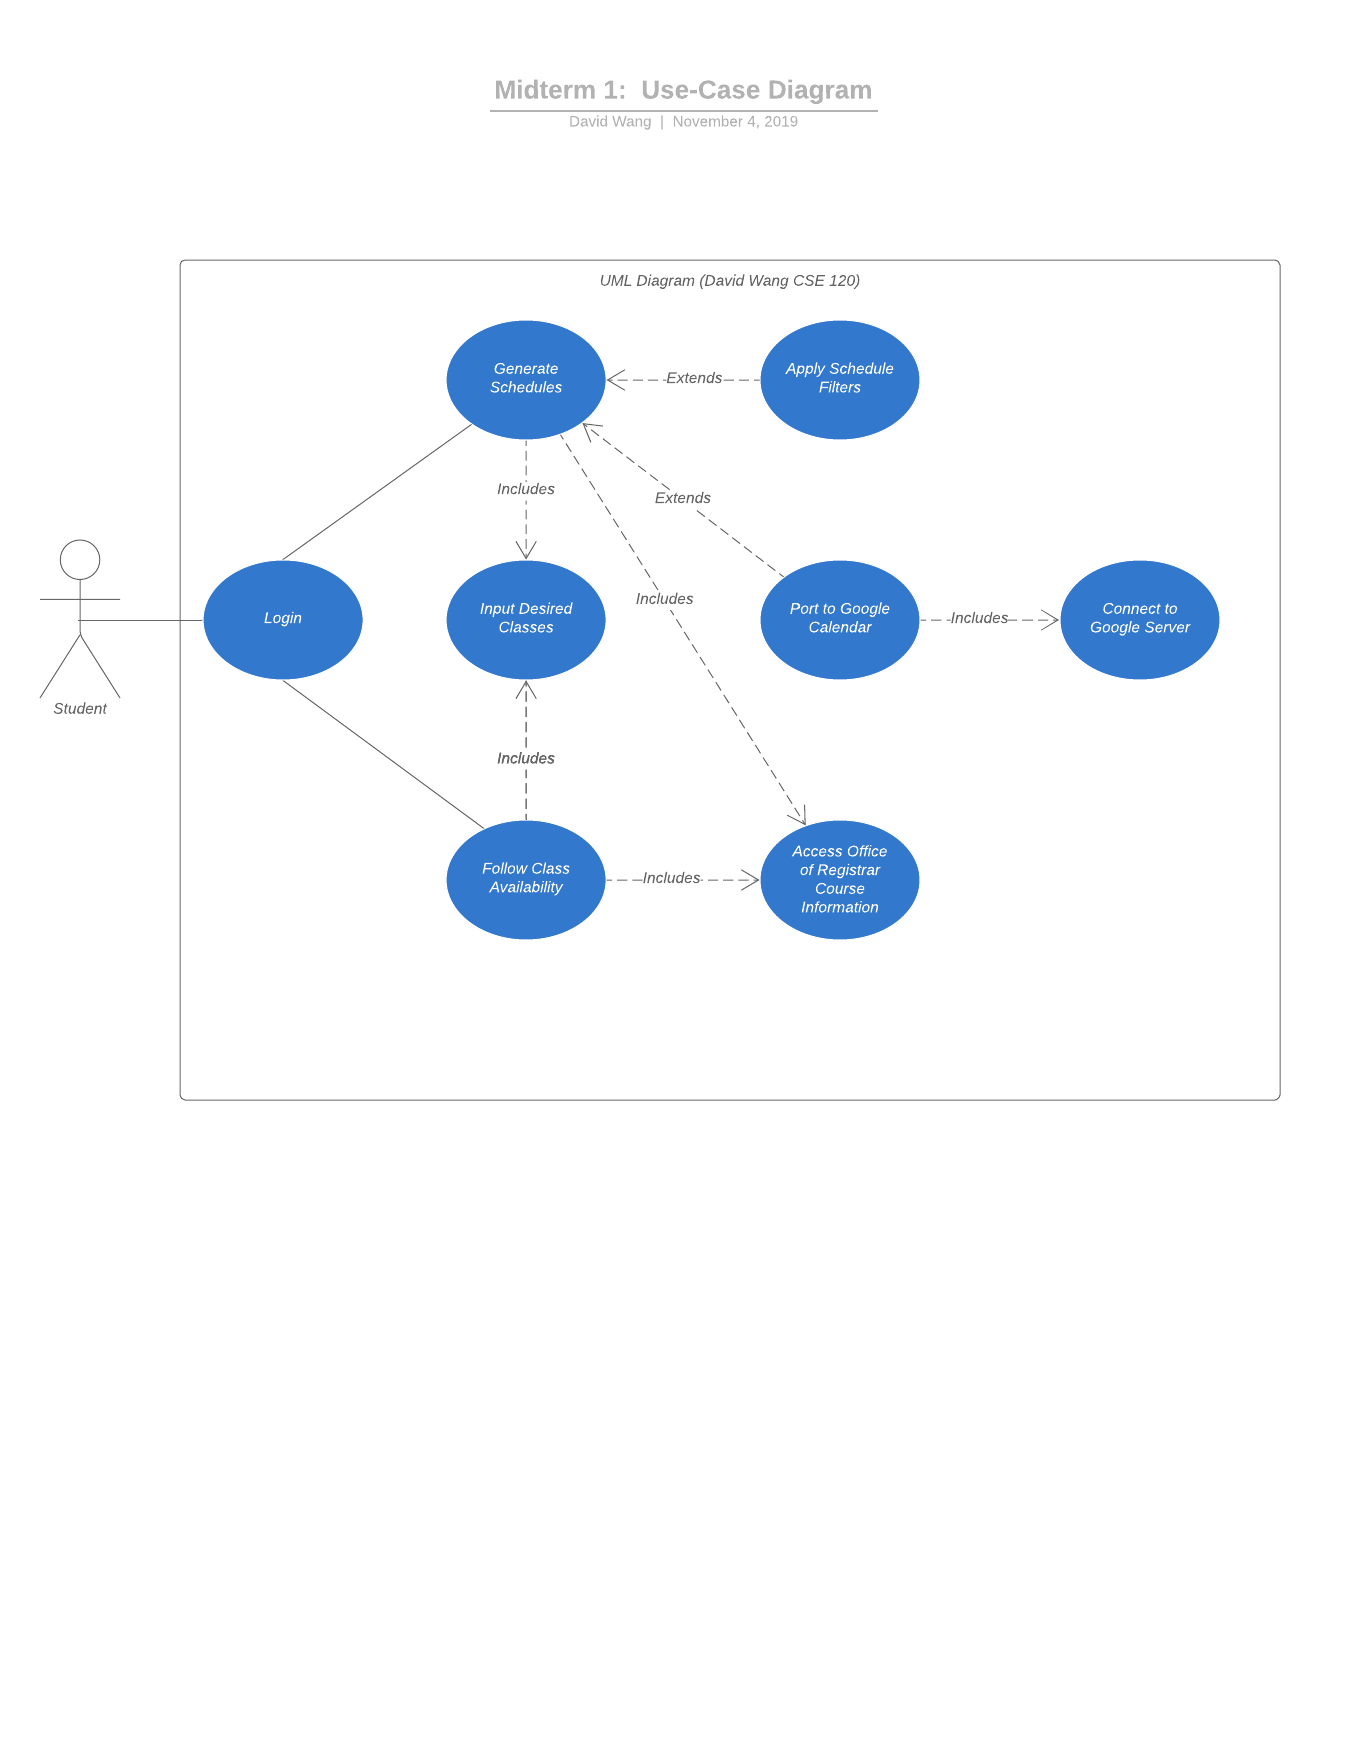 Midterm 1:  Use-Case Diagram
David Wang  |  November 4, 2019
UML Diagram (David Wang CSE 120)
Generate
Schedules
Extends
Apply Schedule
Filters
Includes
Extends
Includes
Student
Login
Input Desired
Classes
Port to Google
Calendar
Includes
Connect to
Google Server
Includes
Follow Class
Availability
Includes
Access Office
of Registrar
Course
Information